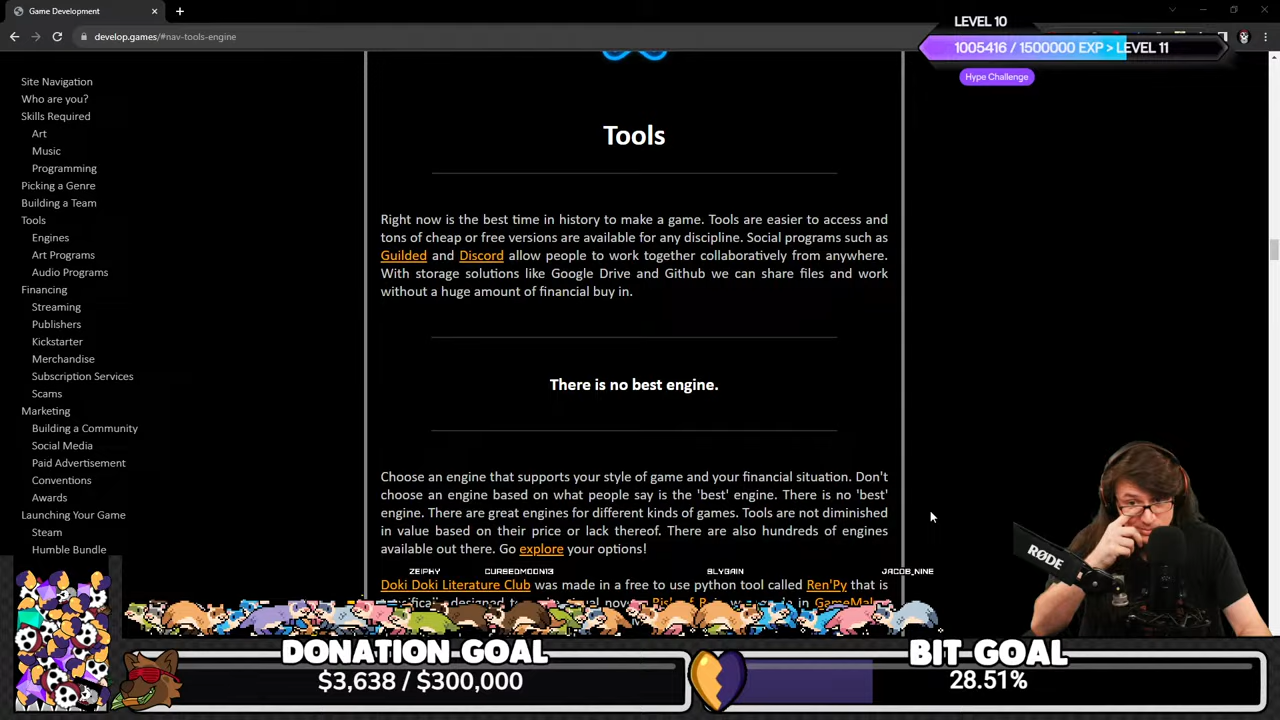 Game Development
develop.games/#nav-tools-engine
LEVEL 10
1005416 / 1500000 EXP > LEVEL 11
Hype Challenge
Site Navigation
Who are you?
Skills Required
Art
Music
Programming
Picking a Genre
Building a Team
Tools
Engines
Art Programs
Audio Programs
Financing
Streaming
Publishers
Kickstarter
Merchandise
Subscription Services
Scams
Marketing
Building a Community
Social Media
Paid Advertisement
Conventions
Awards
Launching Your Game
Steam
Humble Bundle
Tools
Right now is the best time in history to make a game. Tools are easier to access and
tons of cheap or free versions are available for any discipline. Social programs such as
Guilded and Discord allow people to work together collaboratively from anywhere.
With storage solutions like Google Drive and Github we can share files and work
without a huge amount of financial buy in.
There is no best engine.
Choose an engine that supports your style of game and your financial situation. Don't
choose an engine based on what people say is the 'best' engine. There is no 'best'
engine. There are great engines for different kinds of games. Tools are not diminished
in value based on their price or lack thereof. There are also hundreds of engines
available out there. Go explore your options!
ZEIPHY CURSEDMOON13 BLYGAIN JACOB_NINE
Doki Doki Literature Club was made in a free to use python tool called Ren'Py that is
RØDE
DONATION GOAL
$3,638 / $300,000
BIT GOAL
28.51%